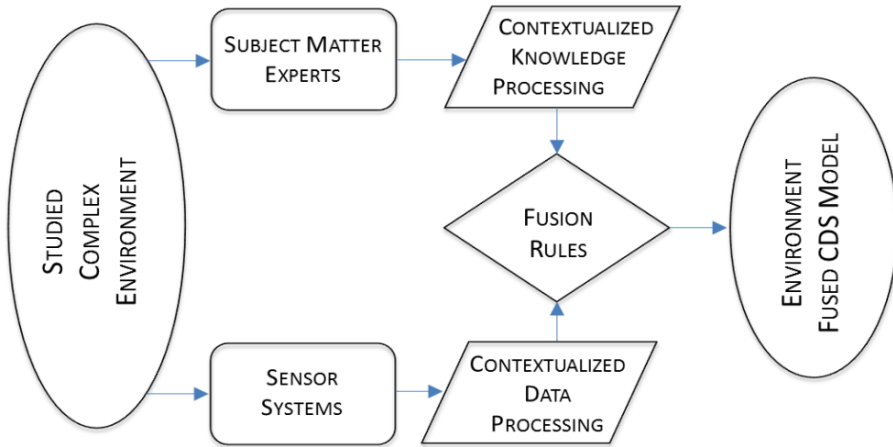 Studied
Complex
Environment
Subject Matter
Experts
Contextualized
Knowledge
Processing
Fusion
Rules
Sensor
Systems
Contextualized
Data
Processing
Environment
Fused CDS Model